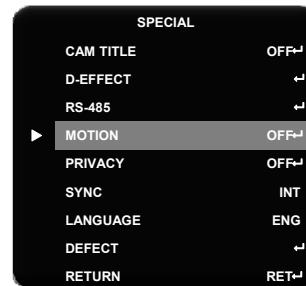 SPECIAL
CAM TITLE OFF↵
D-EFFECT ↵
RS-485 ↵
MOTION OFF↵
PRIVACY OFF↵
SYNC INT
LANGUAGE ENG
DEFECT ↵
RETURN RET↵